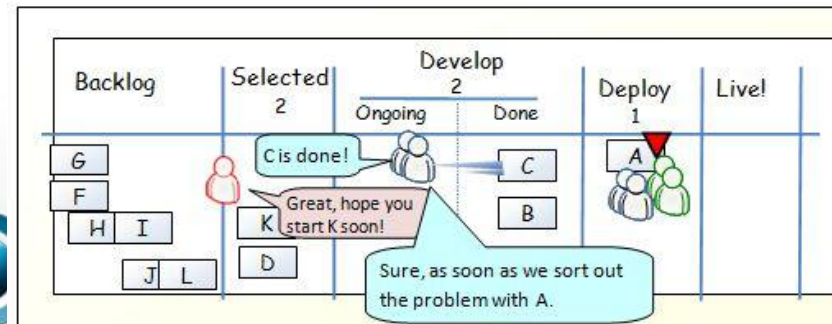 Backlog
Selected
2
Develop
2
Ongoing
Done
Deploy
1
Live!
G
F
H I
J L
K
D
C is done!
Great, hope you
start K soon!
Sure, as soon as we sort out
the problem with A.
C
B
A